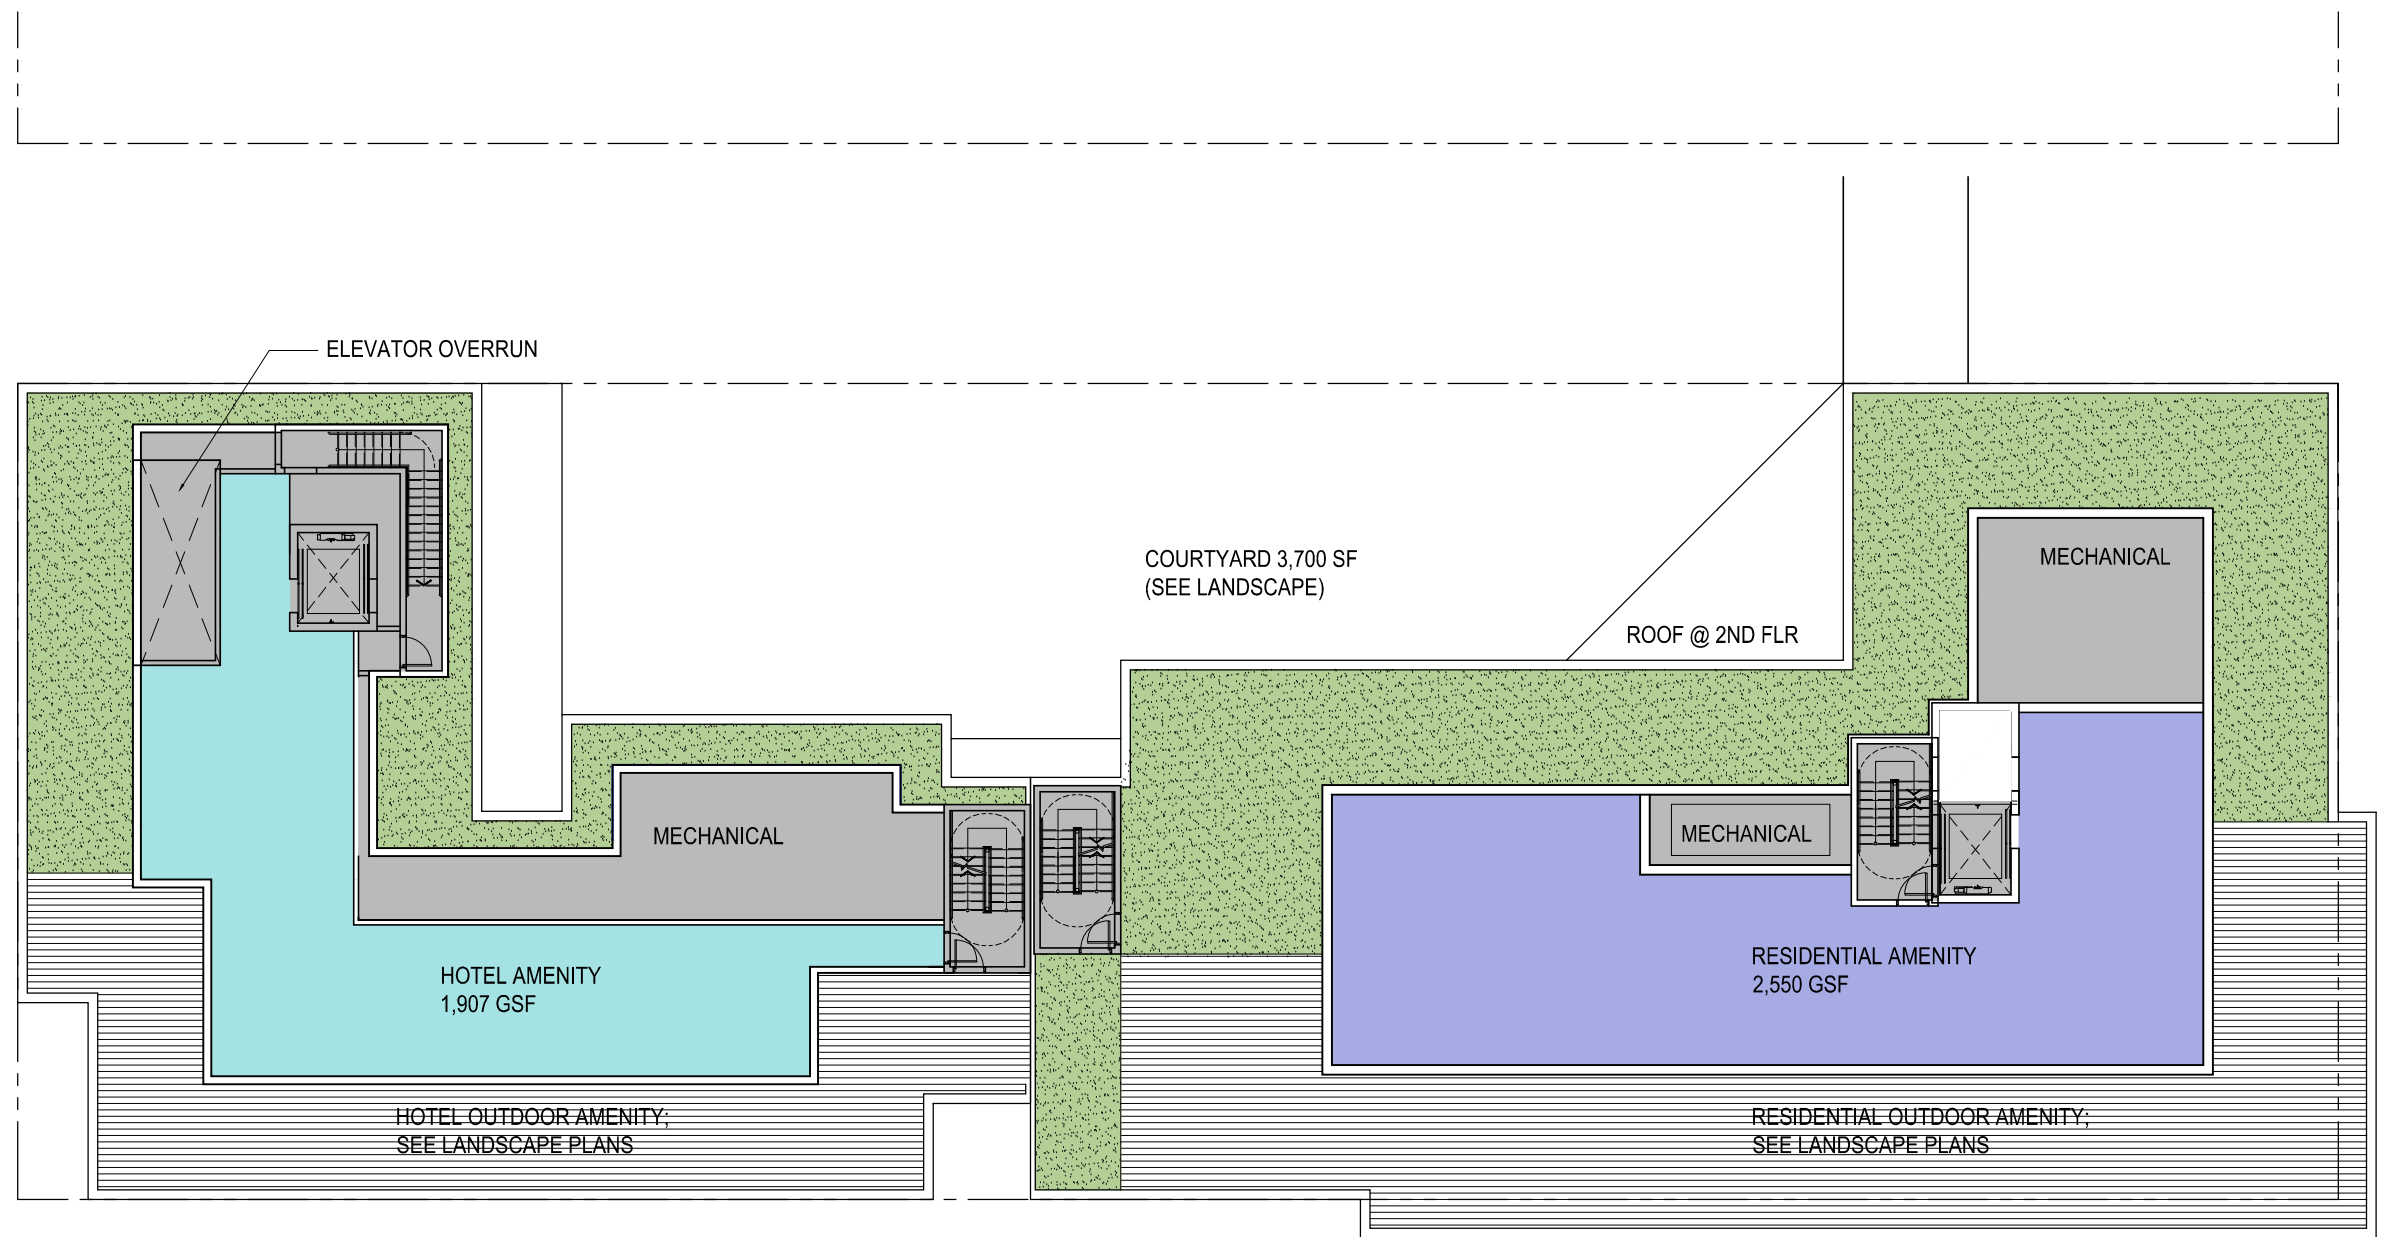 ELEVATOR OVERRUN
COURTYARD 3,700 SF
(SEE LANDSCAPE)
MECHANICAL
ROOF @ 2ND FLR
MECHANICAL
MECHANICAL
RESIDENTIAL AMENITY
2,550 GSF
HOTEL AMENITY
1,907 GSF
HOTEL OUTDOOR AMENITY;
SEE LANDSCAPE PLANS
RESIDENTIAL OUTDOOR AMENITY;
SEE LANDSCAPE PLANS